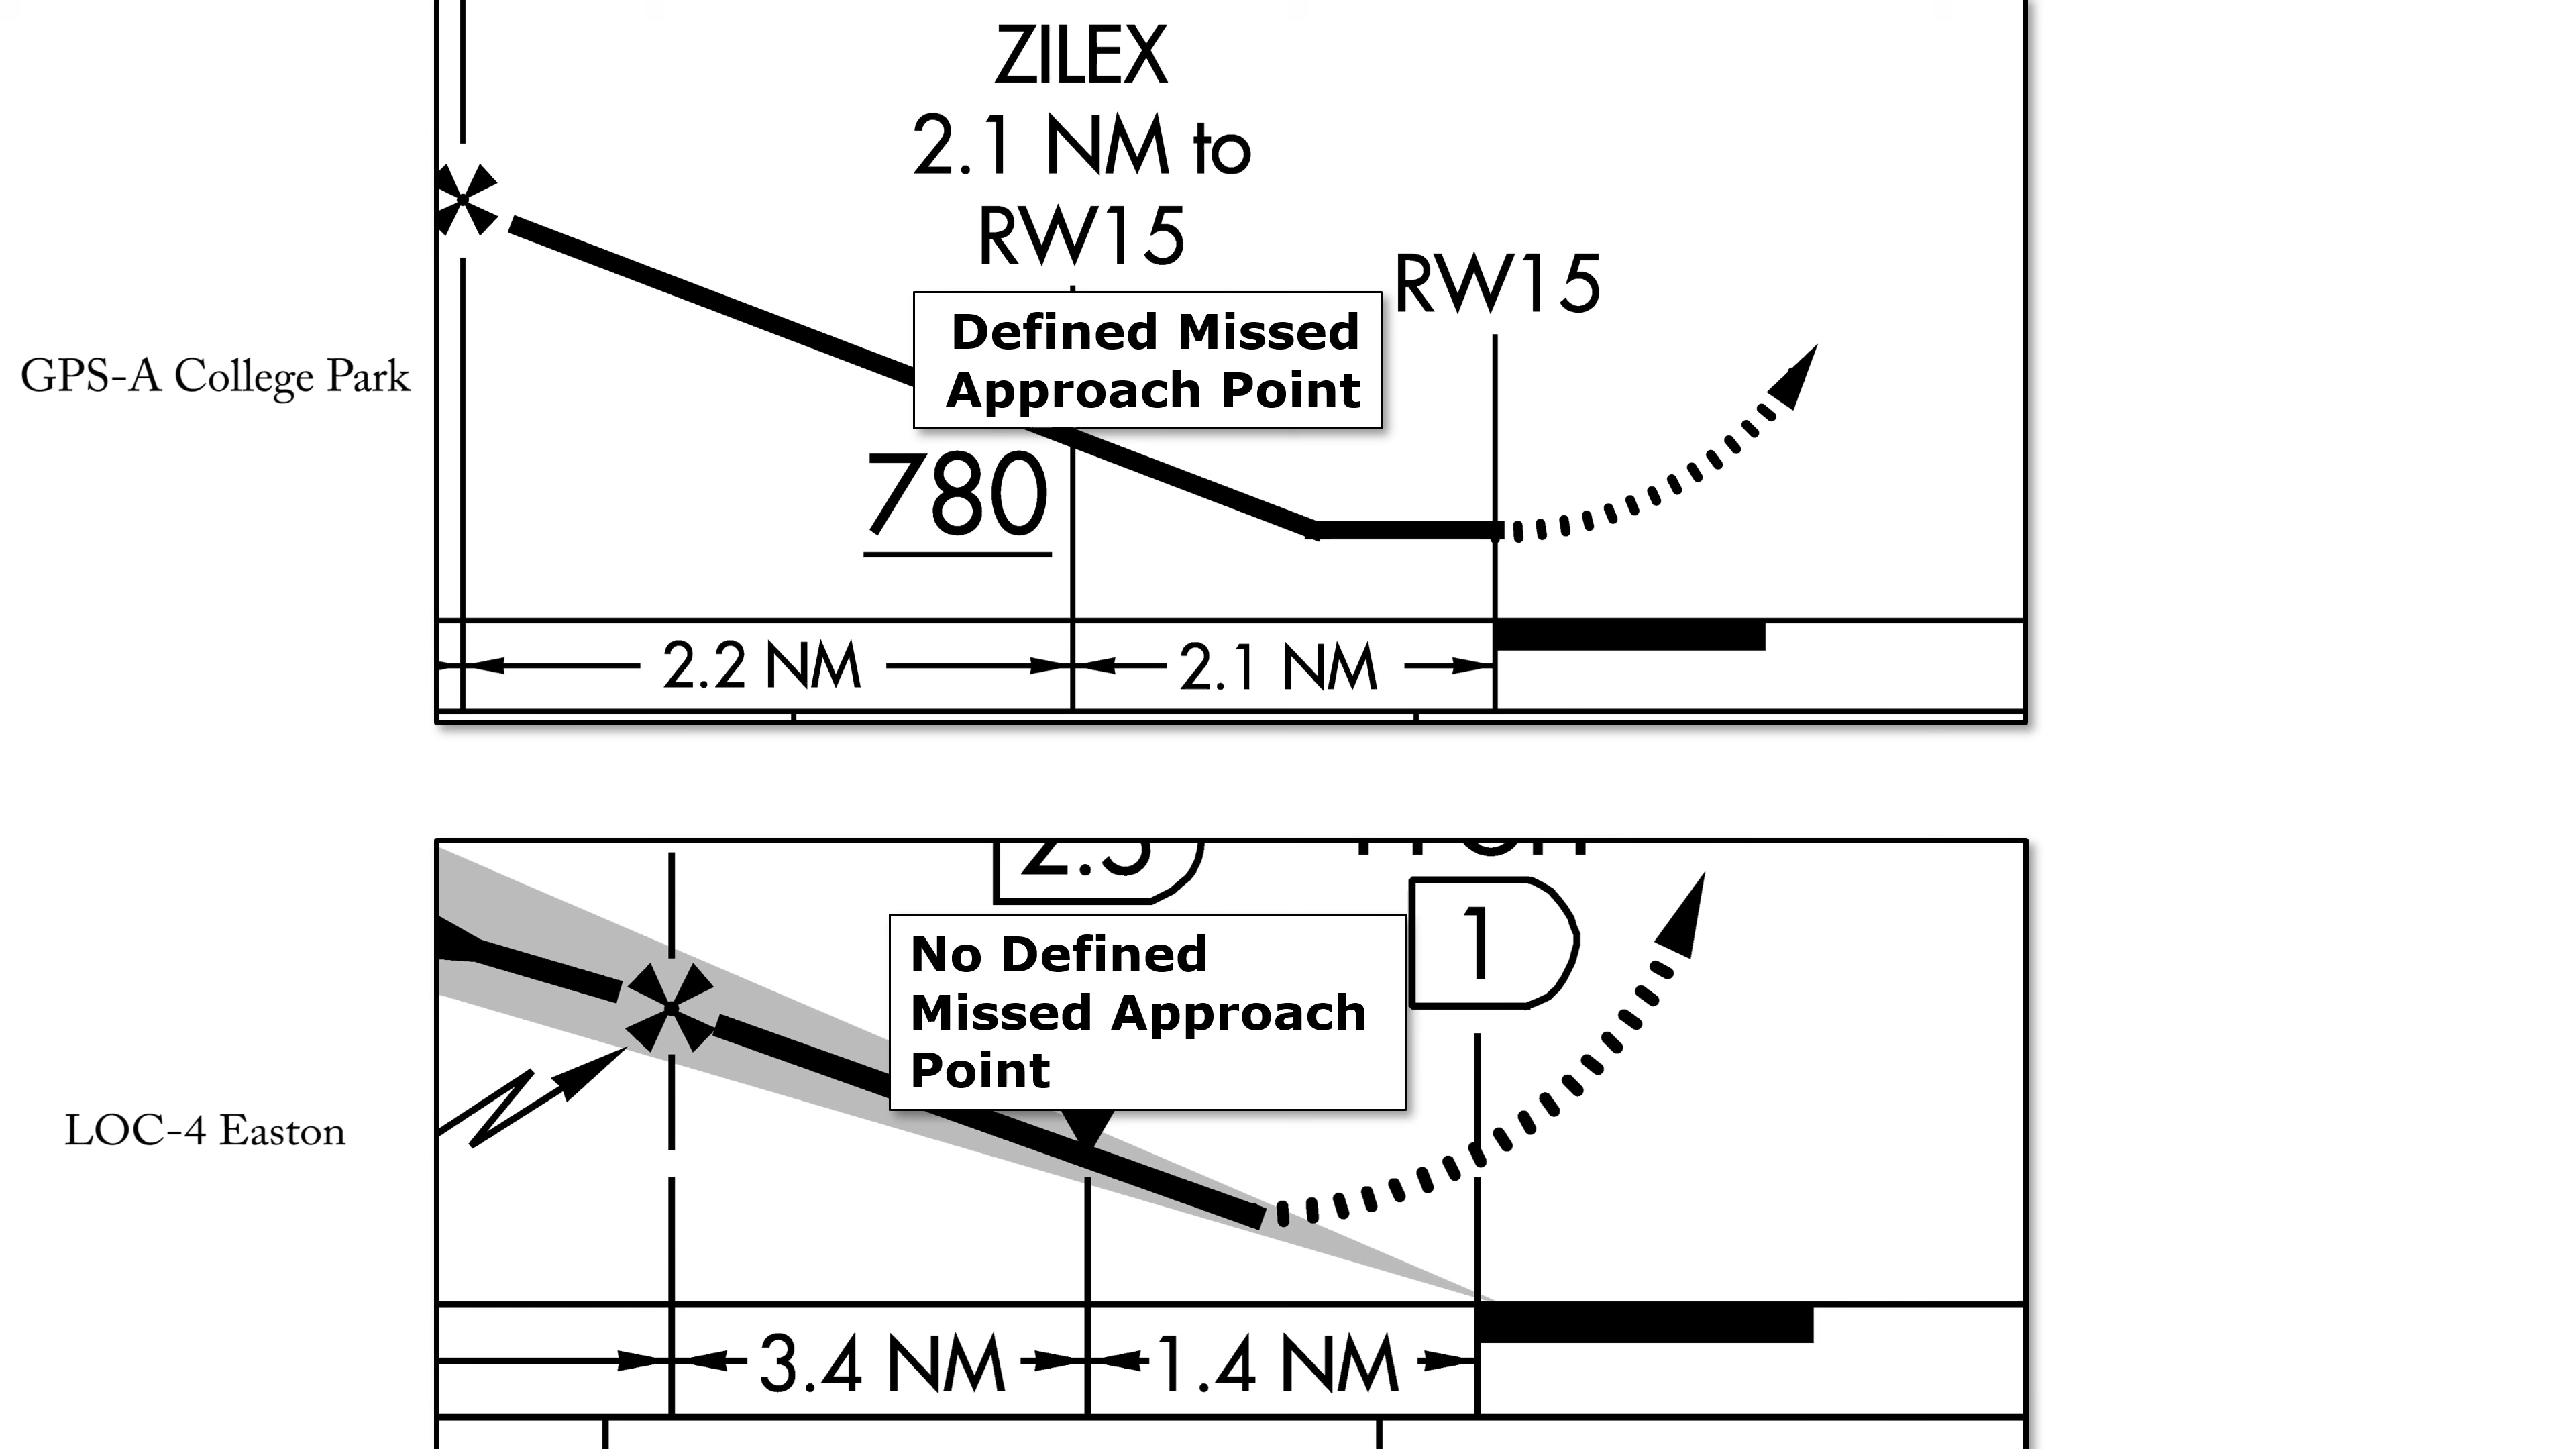 ZILEX
2.1 NM to
RW15
RW15
Defined Missed
Approach Point
GPS-A College Park
780
2.2 NM
2.1 NM
1
No Defined
Missed Approach
Point
LOC-4 Easton
3.4 NM
1.4 NM